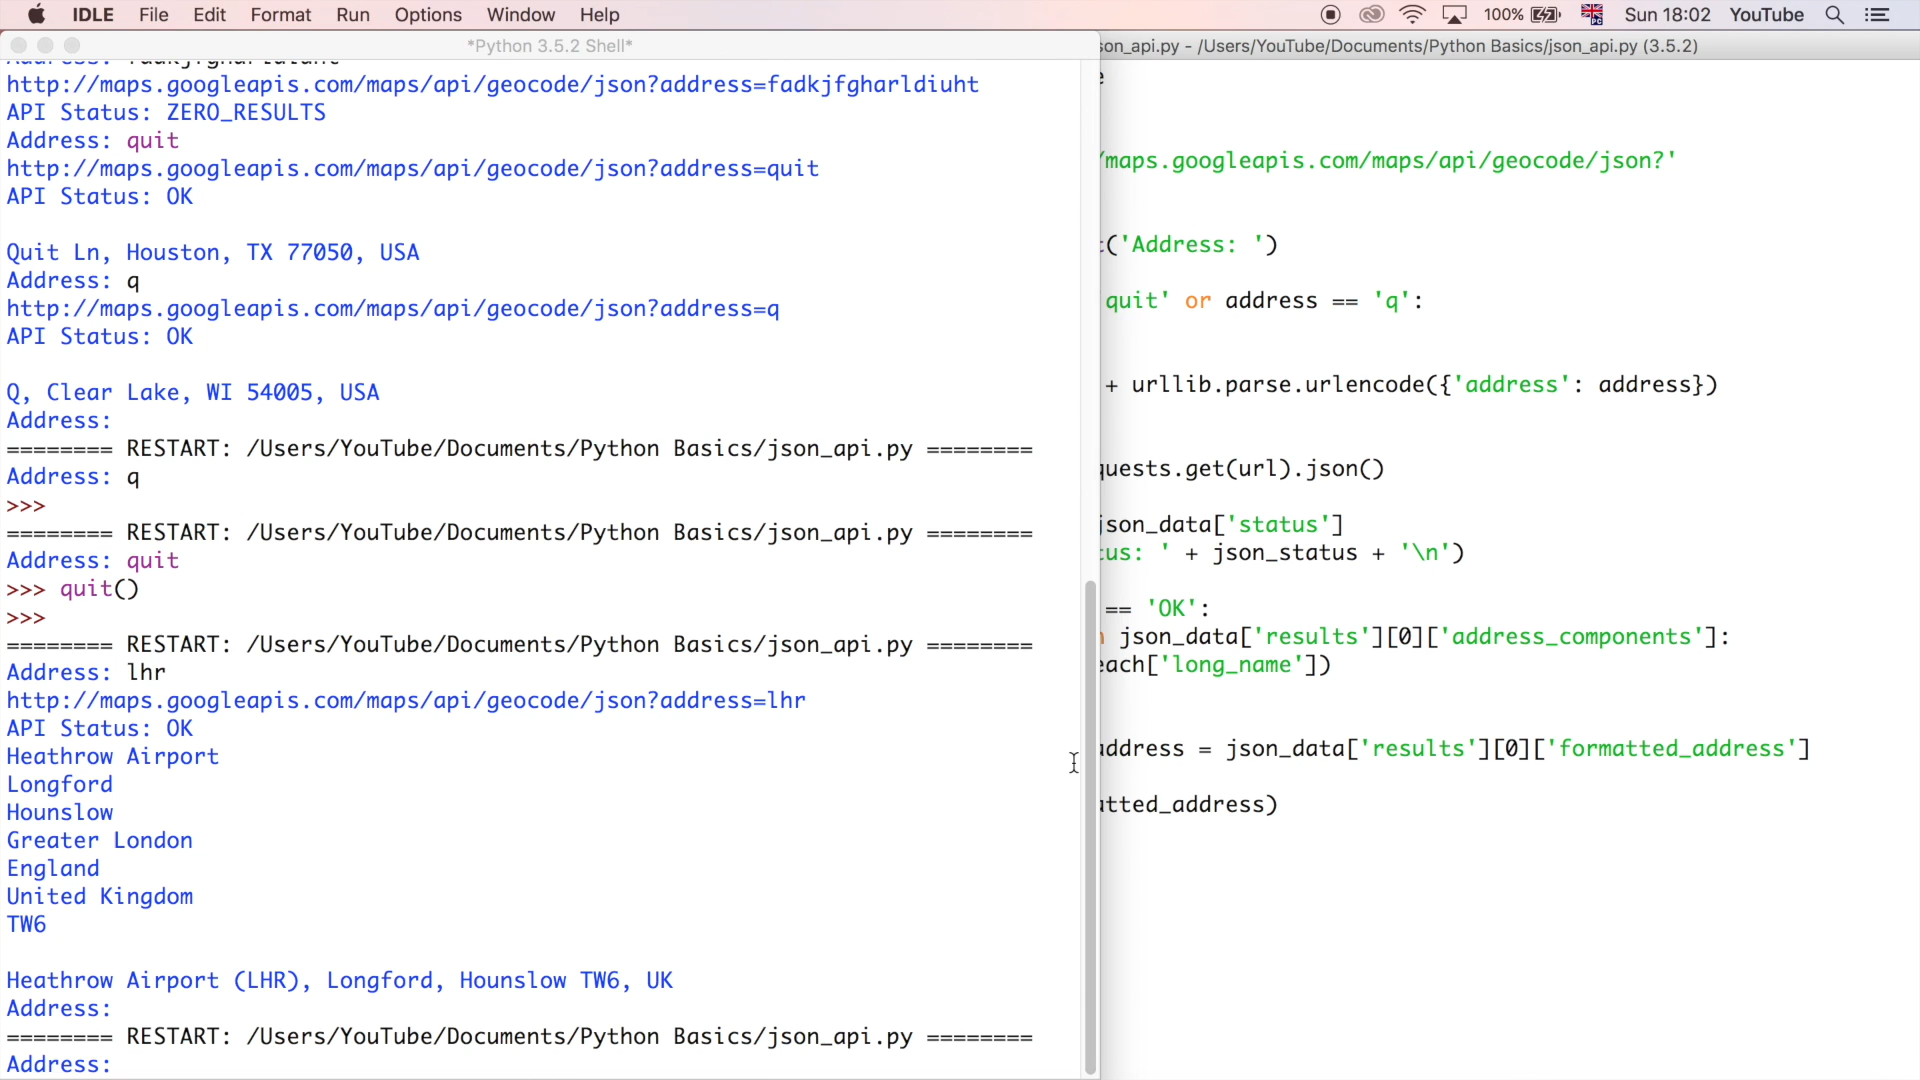 IDLE File Edit Format Run Options Window Help 100% Sun 18:02 YouTube
*Python 3.5.2 Shell*
http://maps.googleapis.com/maps/api/geocode/json?address=fadkjfgharldiuht
API Status: ZERO_RESULTS
Address: quit
http://maps.googleapis.com/maps/api/geocode/json?address=quit
API Status: OK
Quit Ln, Houston, TX 77050, USA
Address: q
http://maps.googleapis.com/maps/api/geocode/json?address=q
API Status: OK
Q, Clear Lake, WI 54005, USA
Address:
======== RESTART: /Users/YouTube/Documents/Python Basics/json_api.py ========
Address: q
>>>
======== RESTART: /Users/YouTube/Documents/Python Basics/json_api.py ========
Address: quit
>>> quit()
>>>
======== RESTART: /Users/YouTube/Documents/Python Basics/json_api.py ========
Address: lhr
http://maps.googleapis.com/maps/api/geocode/json?address=lhr
API Status: OK
Heathrow Airport
Longford
Hounslow
Greater London
England
United Kingdom
TW6
Heathrow Airport (LHR), Longford, Hounslow TW6, UK
Address:
======== RESTART: /Users/YouTube/Documents/Python Basics/json_api.py ========
Address:
son_api.py - /Users/YouTube/Documents/Python Basics/json_api.py (3.5.2)
e
/maps.googleapis.com/maps/api/geocode/json?'
t('Address: ')
quit' or address == 'q':
+ urllib.parse.urlencode({'address': address})
quests.get(url).json()
json_data['status']
tus: ' + json_status + '\n')
== 'OK':
n json_data['results'][0]['address_components']:
each['long_name'])
address = json_data['results'][0]['formatted_address']
atted_address)